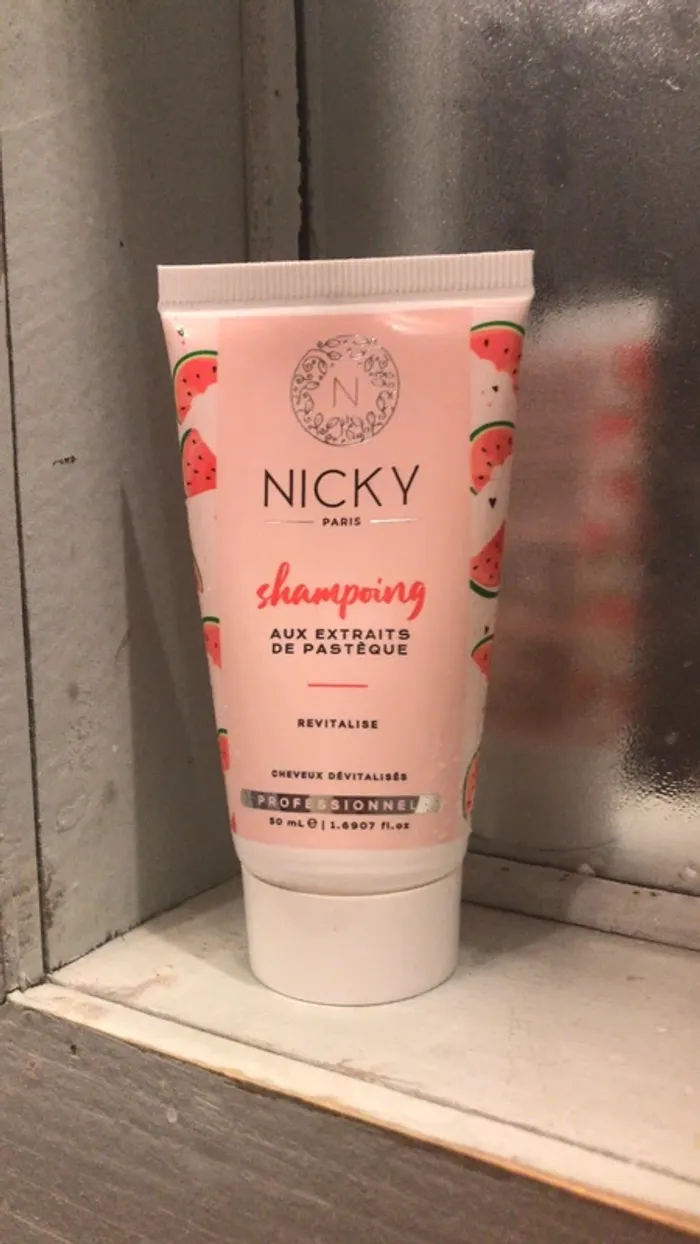 N
NICKY
PARIS
shampoing
AUX EXTRAITS
DE PASTÈQUE
REVITALISE
CHEVEUX DÉVITALISÉS
PROFESSIONNEL
50 mL ℮ | 1.6907 fl.oz